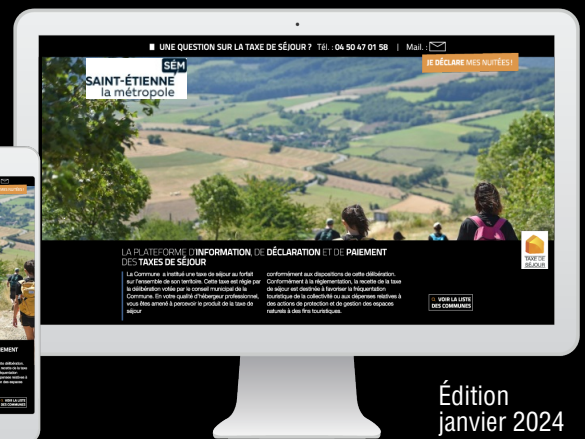 UNE QUESTION SUR LA TAXE DE SÉJOUR ? Tél. : 04 50 47 01 58 | Mail. :
JE DÉCLARE MES NUITÉES !
SÉM
SAINT-ÉTIENNE
la métropole
LA PLATEFORME D'INFORMATION, DE DÉCLARATION ET DE PAIEMENT
DES TAXES DE SÉJOUR
La Commune a institué une taxe de séjour au forfait
sur l'ensemble de son territoire. Cette taxe est régie par
la délibération votée par le conseil municipal de la
Commune. En votre qualité d'hébergeur professionnel,
vous êtes amené à percevoir le produit de la taxe de
séjour
conformément aux dispositions de cette délibération.
Conformément à la réglementation, la recette de la taxe
de séjour est destinée à favoriser la fréquentation
touristique de la collectivité ou aux dépenses relatives à
des actions de protection et de gestion des espaces
naturels à des fins touristiques.
TAXE DE
SÉJOUR
VOIR LA LISTE
DES COMMUNES
VOIR LA LISTE
DES COMMUNES
Édition
janvier 2024